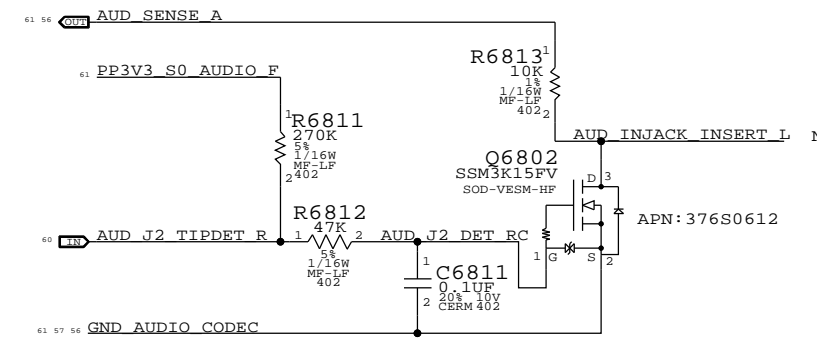 61 56 OUT AUD_SENSE_A
R6813
1
10K
1%
1/16W
MF-LF
402
2
61 PP3V3_S0_AUDIO_F
1
R6811
270K
5%
1/16W
MF-LF
402
2
AUD_INJACK_INSERT_L
N
Q6802
SSM3K15FV
SOD-VESM-HF
D 3
APN:376S0612
1 G S 2
60 IN AUD_J2_TIPDET_R
R6812
1 47K 2
5%
1/16W
MF-LF
402
AUD_J2_DET_RC
1
C6811
0.1UF
2 20% 10V
CERM 402
61 57 56 GND_AUDIO_CODEC